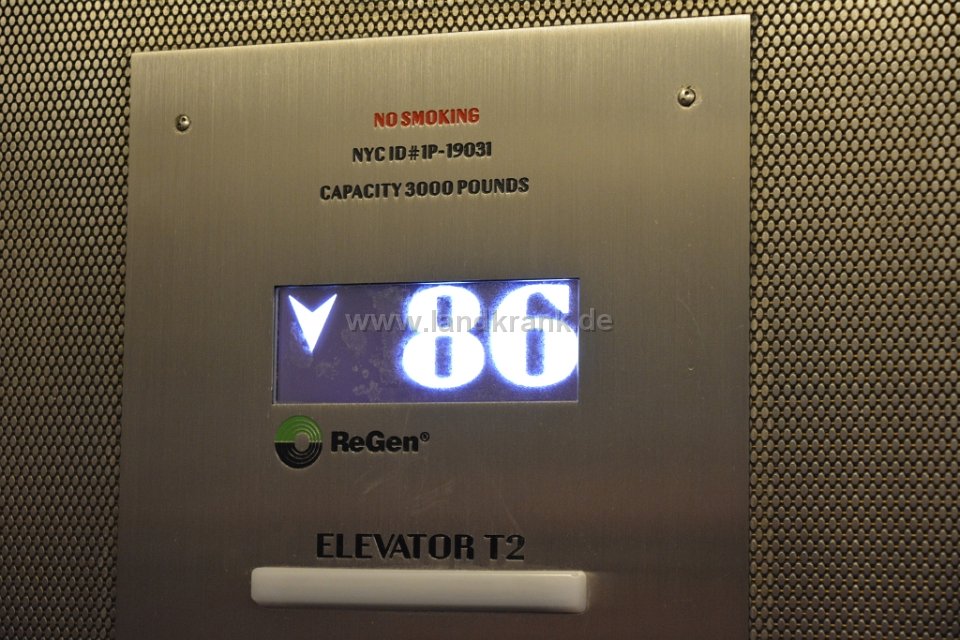 NO SMOKING
NYC ID#1P-19031
CAPACITY 3000 POUNDS
86
www.landkrank.de
ReGen®
ELEVATOR T2